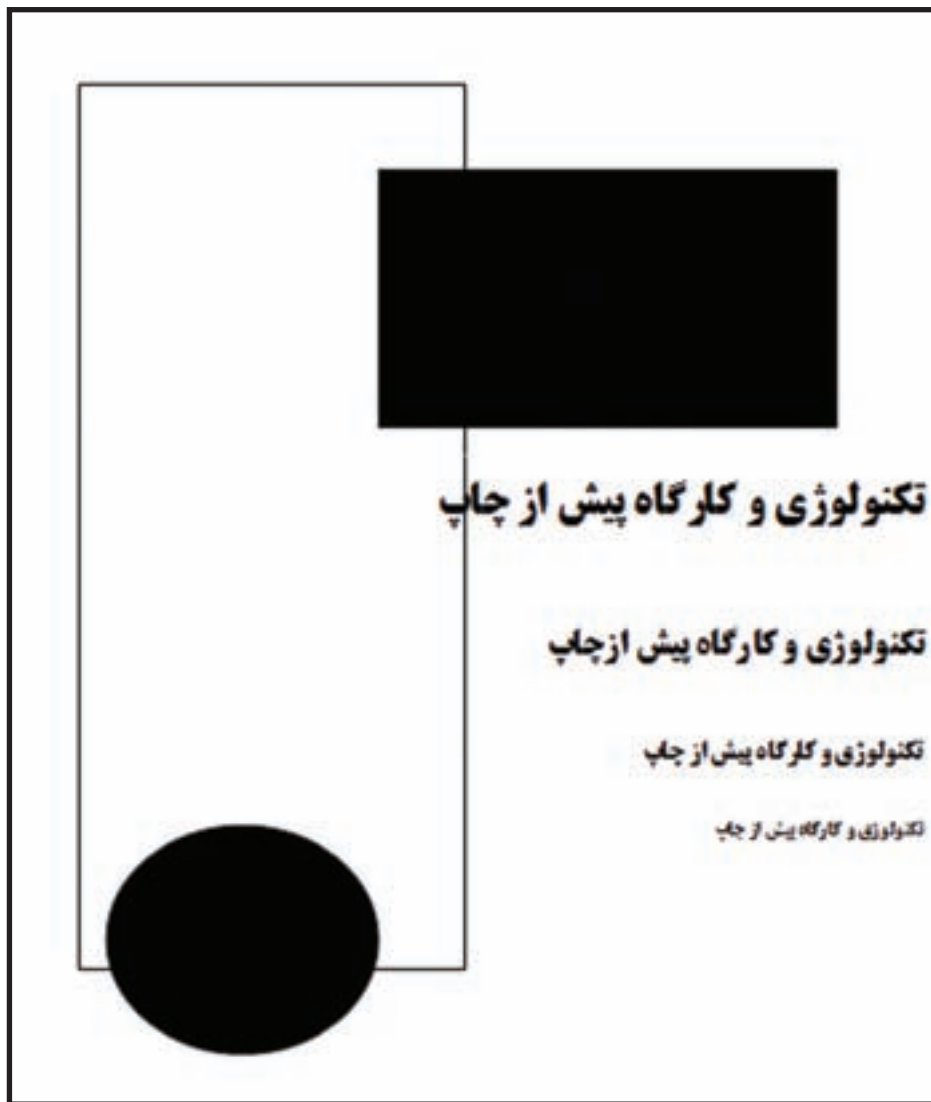 تکنولوژی و کارگاه پیش از چاپ
تکنولوژی و کارگاه پیش ازچاپ
تکنولوژی و کارگاه پیش از چاپ
تکنولوژی و کارگاه پیش از چاپ